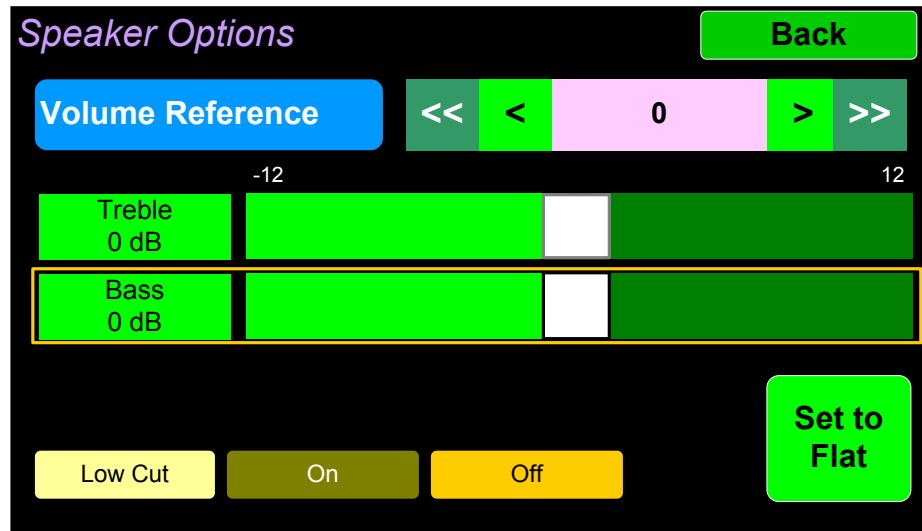 Speaker Options
Back
Volume Reference
<< < 0 > >>
-12 12
Treble
0 dB
Bass
0 dB
Set to
Flat
Low Cut On Off